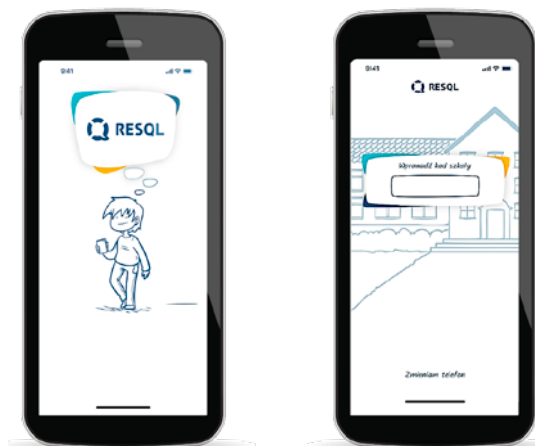 9:41
RESQL
9:41
RESQL
Wprowadź kod szkoły
Zmieniam telefon